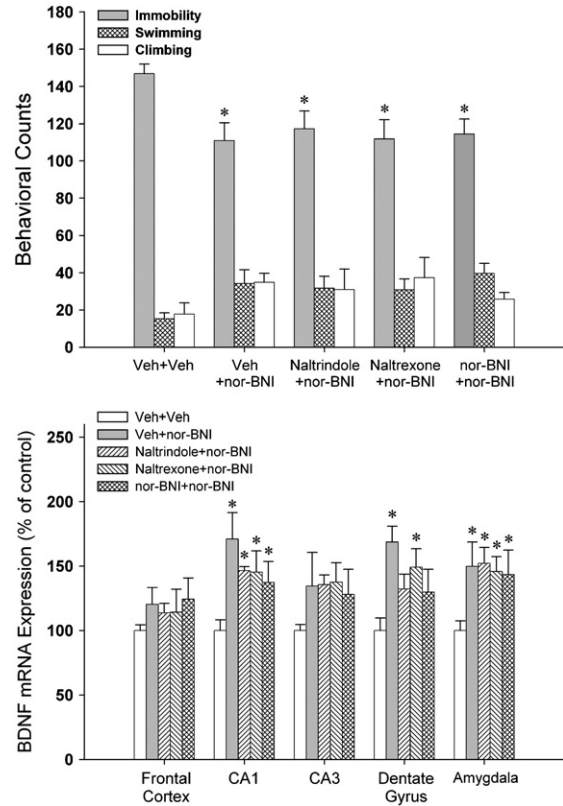 Immobility
Swimming
Climbing
Behavioral Counts
180
160
140
120
100
80
60
40
20
0
*
*
*
*
Veh+Veh
Veh
+nor-BNI
Naltrindole
+nor-BNI
Naltrexone
+nor-BNI
nor-BNI
+nor-BNI
Veh+Veh
Veh+nor-BNI
Naltrindole+nor-BNI
Naltrexone+nor-BNI
nor-BNI+nor-BNI
BDNF mRNA Expression (% of control)
250
200
150
100
50
0
* * * *
* *
* * * *
Frontal
Cortex
CA1
CA3
Dentate
Gyrus
Amygdala